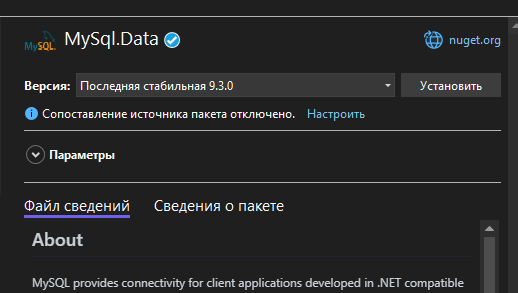 MySQL. MySql.Data nuget.org
Версия: Последняя стабильная 9.3.0 Установить
Сопоставление источника пакета отключено. Настроить
Параметры
Файл сведений Сведения о пакете
About
MySQL provides connectivity for client applications developed in .NET compatible